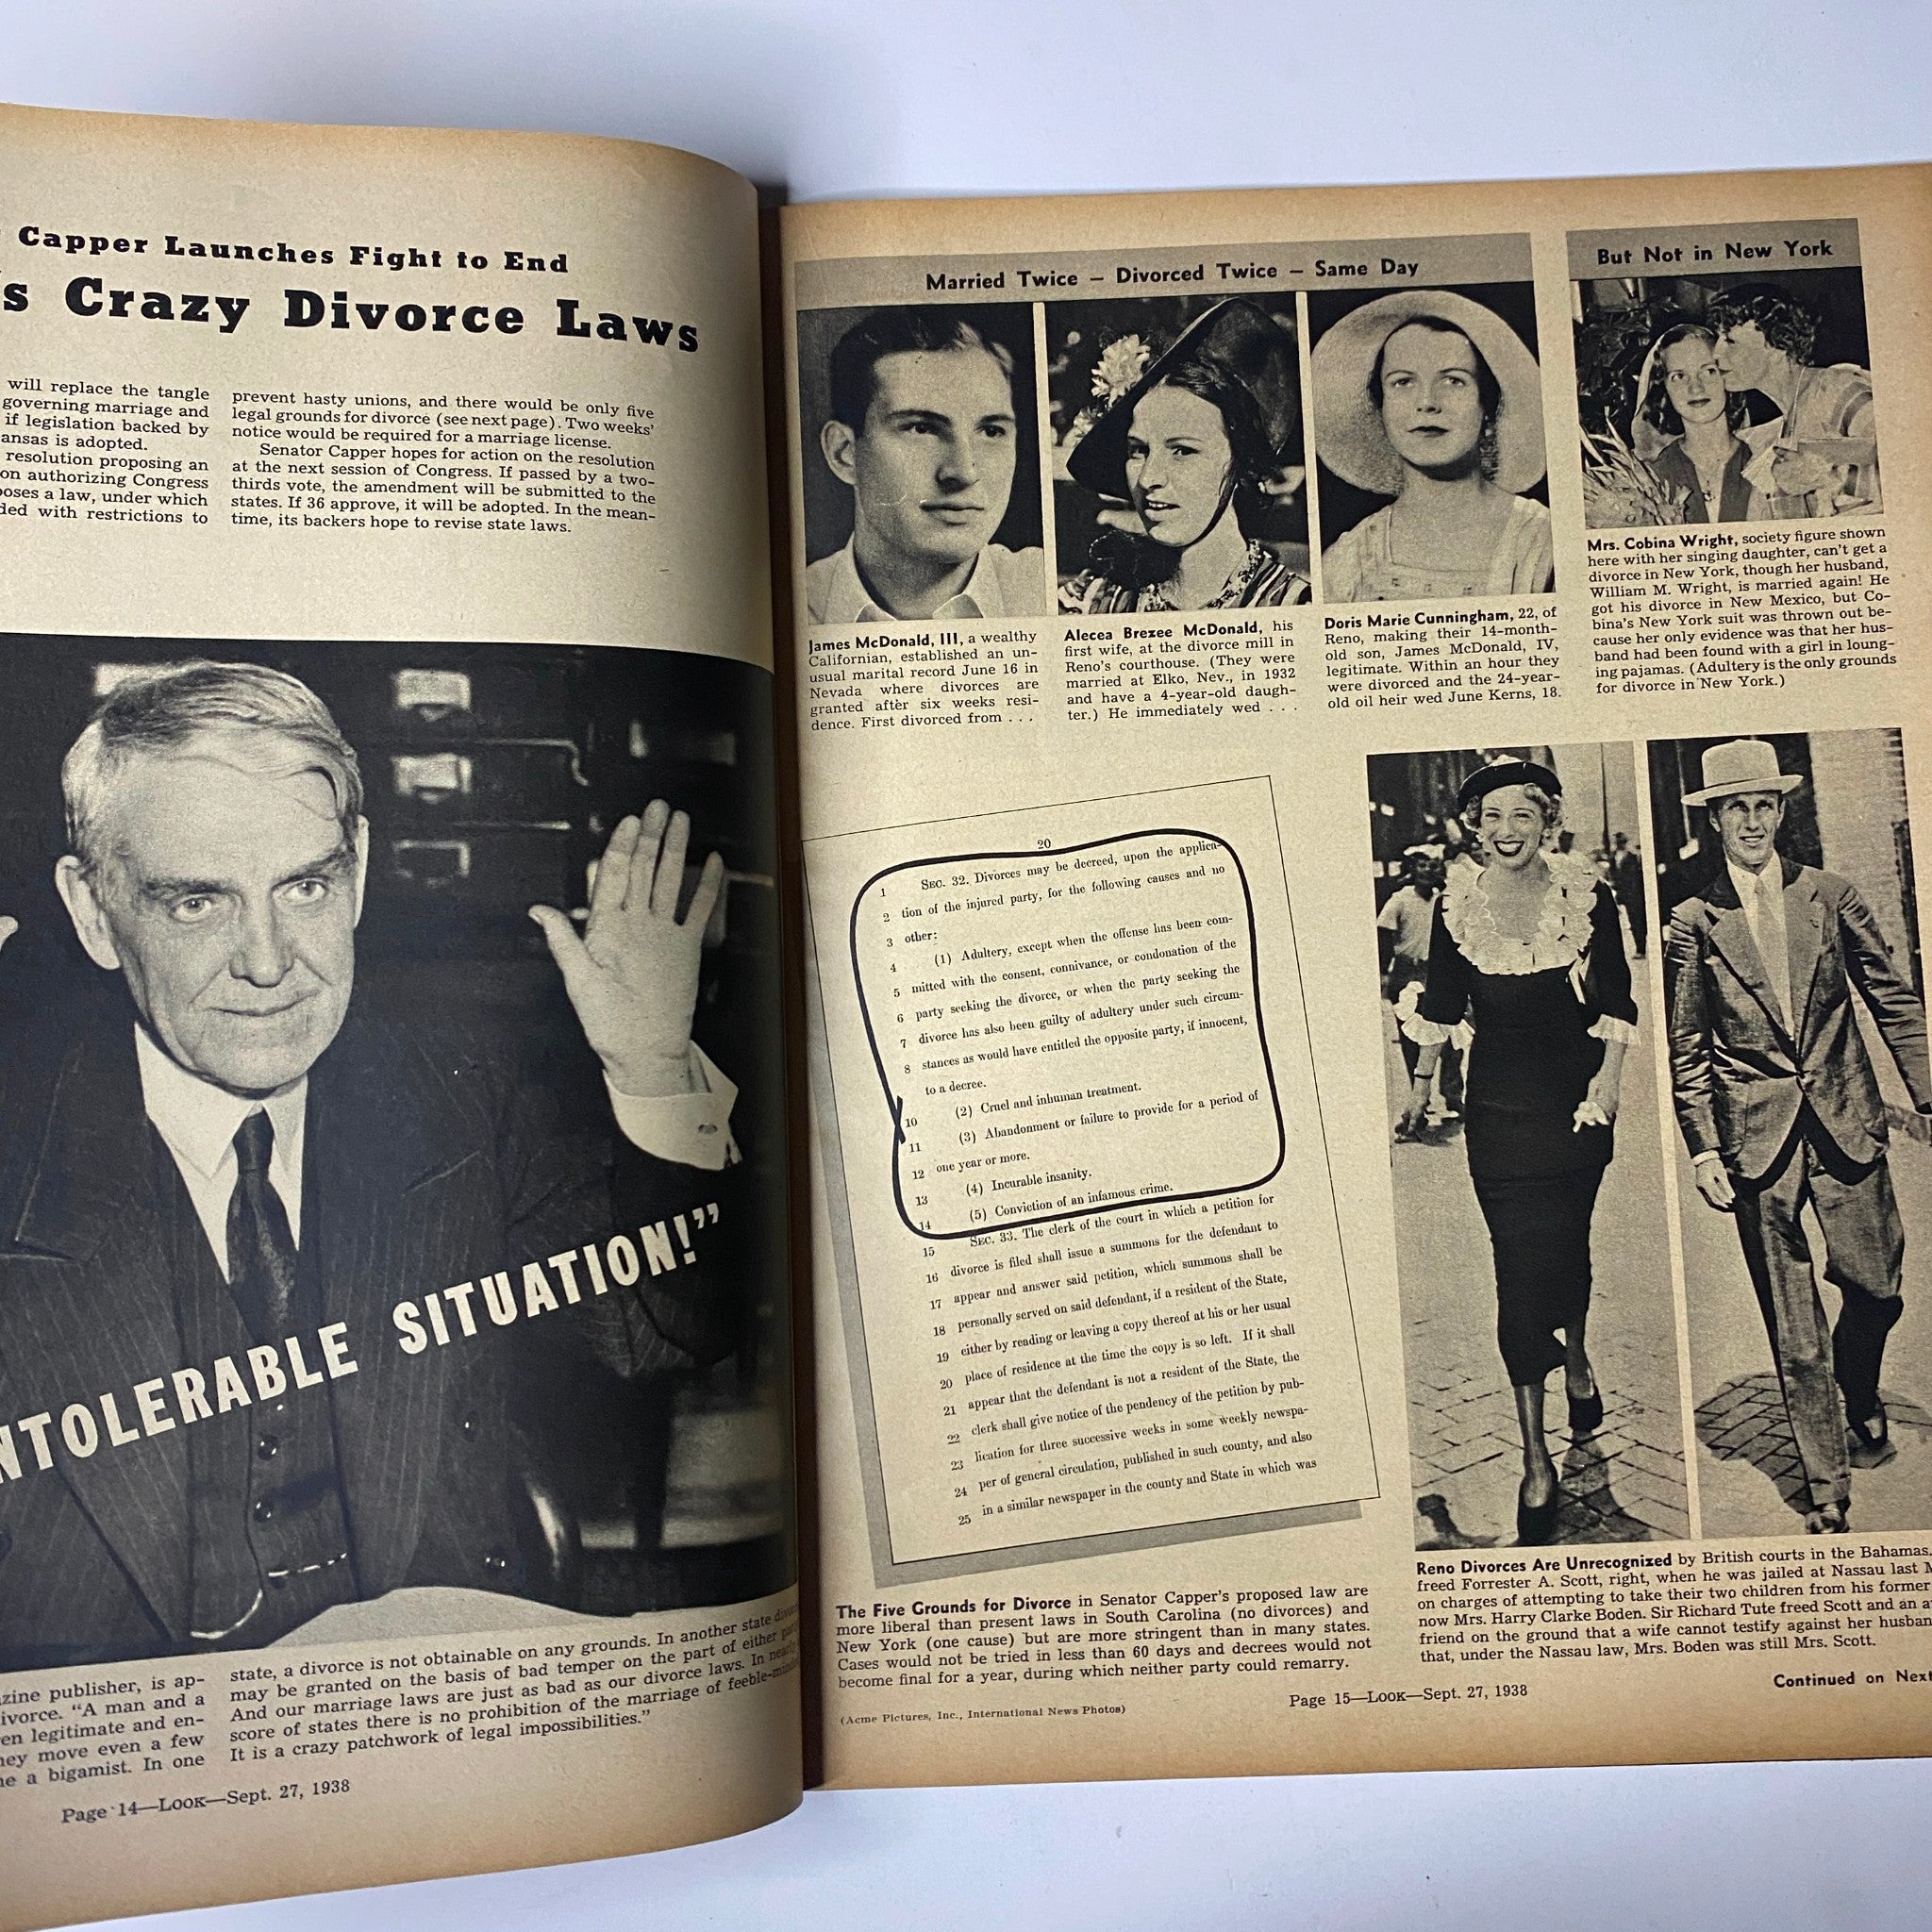 Capper Launches Fight to End
's Crazy Divorce Laws
will replace the tangle
governing marriage and
if legislation backed by
ansas is adopted.
resolution proposing an
on authorizing Congress
oses a law, under which
ded with restrictions to
prevent hasty unions, and there would be only five
legal grounds for divorce (see next page). Two weeks'
notice would be required for a marriage license.
Senator Capper hopes for action on the resolution
at the next session of Congress. If passed by a two-
thirds vote, the amendment will be submitted to the
states. If 36 approve, it will be adopted. In the mean-
time, its backers hope to revise state laws.
NTOLERABLE SITUATION!"
zine publisher, is ap-
ivorce. "A man and a
en legitimate and en-
hey move even a few
me a bigamist. In one
state, a divorce is not obtainable on any grounds. In another state divorce
may be granted on the basis of bad temper on the part of either party.
And our marriage laws are just as bad as our divorce laws. In nearly
score of states there is no prohibition of the marriage of feeble-mind
It is a crazy patchwork of legal impossibilities."
Page 14—LOOK—Sept. 27, 1938
Married Twice – Divorced Twice – Same Day
James McDonald, III, a wealthy
Californian, established an un-
usual marital record June 16 in
Nevada where divorces are
granted after six weeks resi-
dence. First divorced from . . .
Alecea Brezee McDonald, his
first wife, at the divorce mill in
Reno's courthouse. (They were
married at Elko, Nev., in 1932
and have a 4-year-old daugh-
ter.) He immediately wed . . .
Doris Marie Cunningham, 22, of
Reno, making their 14-month-
old son, James McDonald, IV,
legitimate. Within an hour they
were divorced and the 24-year-
old oil heir wed June Kerns, 18.
But Not in New York
Mrs. Cobina Wright, society figure shown
here with her singing daughter, can't get a
divorce in New York, though her husband,
William M. Wright, is married again! He
got his divorce in New Mexico, but Co-
bina's New York suit was thrown out be-
cause her only evidence was that her hus-
band had been found with a girl in loung-
ing pajamas. (Adultery is the only grounds
for divorce in New York.)
20
1 SEC. 32. Divorces may be decreed, upon the applica-
2 tion of the injured party, for the following causes and no
3 other:
4 (1) Adultery, except when the offense has been com-
5 mitted with the consent, connivance, or condonation of the
6 party seeking the divorce, or when the party seeking the
7 divorce has also been guilty of adultery under such circum-
8 stances as would have entitled the opposite party, if innocent,
to a decree.
10 (2) Cruel and inhuman treatment.
11 (3) Abandonment or failure to provide for a period of
12 one year or more.
13 (4) Incurable insanity.
14 (5) Conviction of an infamous crime.
15 SEC. 33. The clerk of the court in which a petition for
16 divorce is filed shall issue a summons for the defendant to
17 appear and answer said petition, which summons shall be
18 personally served on said defendant, if a resident of the State,
19 either by reading or leaving a copy thereof at his or her usual
20 place of residence at the time the copy is so left. If it shall
21 appear that the defendant is not a resident of the State, the
22 clerk shall give notice of the pendency of the petition by pub-
23 lication for three successive weeks in some weekly newspa-
24 per of general circulation, published in such county, and also
25 in a similar newspaper in the county and State in which was
The Five Grounds for Divorce in Senator Capper's proposed law are
more liberal than present laws in South Carolina (no divorces) and
New York (one cause) but are more stringent than in many states.
Cases would not be tried in less than 60 days and decrees would not
become final for a year, during which neither party could remarry.
(Acme Pictures, Inc., International News Photos)
Reno Divorces Are Unrecognized by British courts in the Bahamas.
freed Forrester A. Scott, right, when he was jailed at Nassau last M
on charges of attempting to take their two children from his former
now Mrs. Harry Clarke Boden. Sir Richard Tute freed Scott and an a
friend on the ground that a wife cannot testify against her husban
that, under the Nassau law, Mrs. Boden was still Mrs. Scott.
Page 15—LOOK—Sept. 27, 1938
Continued on Next